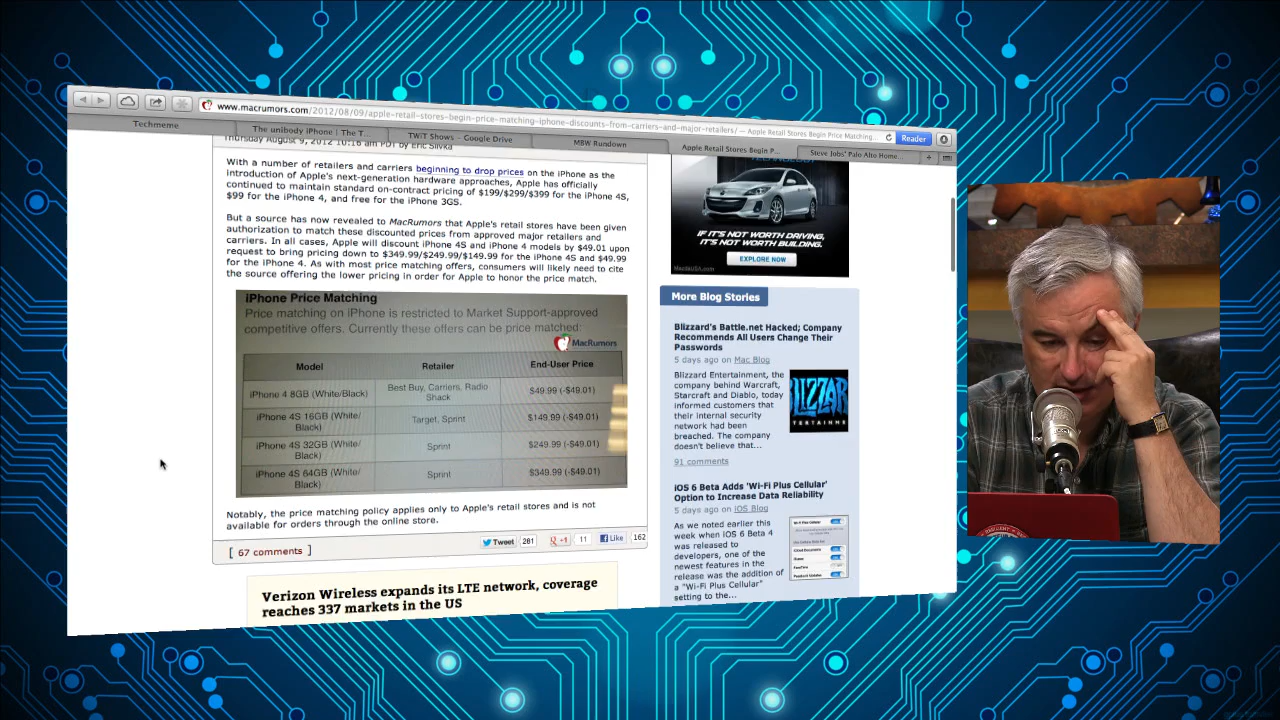 www.macrumors.com/2012/08/09/apple-retail-stores-begin-price-matching-iphone-discounts-from-carriers-and-major-retailers/ — Apple Retail Stores Begin Price Matching...
Reader
Techmeme
The unibody iPhone | The T...
TWiT Shows – Google Drive
MBW Rundown
Apple Retail Stores Begin P...
Steve Jobs' Palo Alto Home...
Thursday August 9, 2012 10:16 am PDT by Eric Slivka
With a number of retailers and carriers beginning to drop prices on the iPhone as the
introduction of Apple's next-generation hardware approaches, Apple has officially
continued to maintain standard on-contract pricing of $199/$299/$399 for the iPhone 4S,
$99 for the iPhone 4, and free for the iPhone 3GS.
But a source has now revealed to MacRumors that Apple's retail stores have been given
authorization to match these discounted prices from approved major retailers and
carriers. In all cases, Apple will discount iPhone 4S and iPhone 4 models by $49.01 upon
request to bring pricing down to $349.99/$249.99/$149.99 for the iPhone 4S and $49.99
for the iPhone 4. As with most price matching offers, consumers will likely need to cite
the source offering the lower pricing in order for Apple to honor the price match.
iPhone Price Matching
Price matching on iPhone is restricted to Market Support-approved
competitive offers. Currently these offers can be price matched:
MacRumors
Model Retailer End-User Price
iPhone 4 8GB (White/Black) Best Buy, Carriers, Radio Shack $49.99 (-$49.01)
iPhone 4S 16GB (White/Black) Target, Sprint $149.99 (-$49.01)
iPhone 4S 32GB (White/Black) Sprint $249.99 (-$49.01)
iPhone 4S 64GB (White/Black) Sprint $349.99 (-$49.01)
Notably, the price matching policy applies only to Apple's retail stores and is not
available for orders through the online store.
[ 67 comments ]
Tweet 281 +1 11 Like 162
Verizon Wireless expands its LTE network, coverage
reaches 337 markets in the US
TECHNOLOGY
IF IT'S NOT WORTH DRIVING,
IT'S NOT WORTH BUILDING.
EXPLORE NOW
MazdaUSA.com
More Blog Stories
Blizzard's Battle.net Hacked; Company
Recommends All Users Change Their
Passwords
5 days ago on Mac Blog
Blizzard Entertainment, the
company behind Warcraft,
Starcraft and Diablo, today
informed customers that
their internal security
network had been
breached. The company
doesn't believe that...
BLIZZAR
TERTAINME
91 comments
iOS 6 Beta Adds 'Wi-Fi Plus Cellular'
Option to Increase Data Reliability
5 days ago on iOS Blog
As we noted earlier this
week when iOS 6 Beta 4
was released to
developers, one of the
newest features in the
release was the addition of
a "Wi-Fi Plus Cellular"
setting to the...
Wi-Fi Plus Cellular
iCloud Documents
iTunes
FaceTime